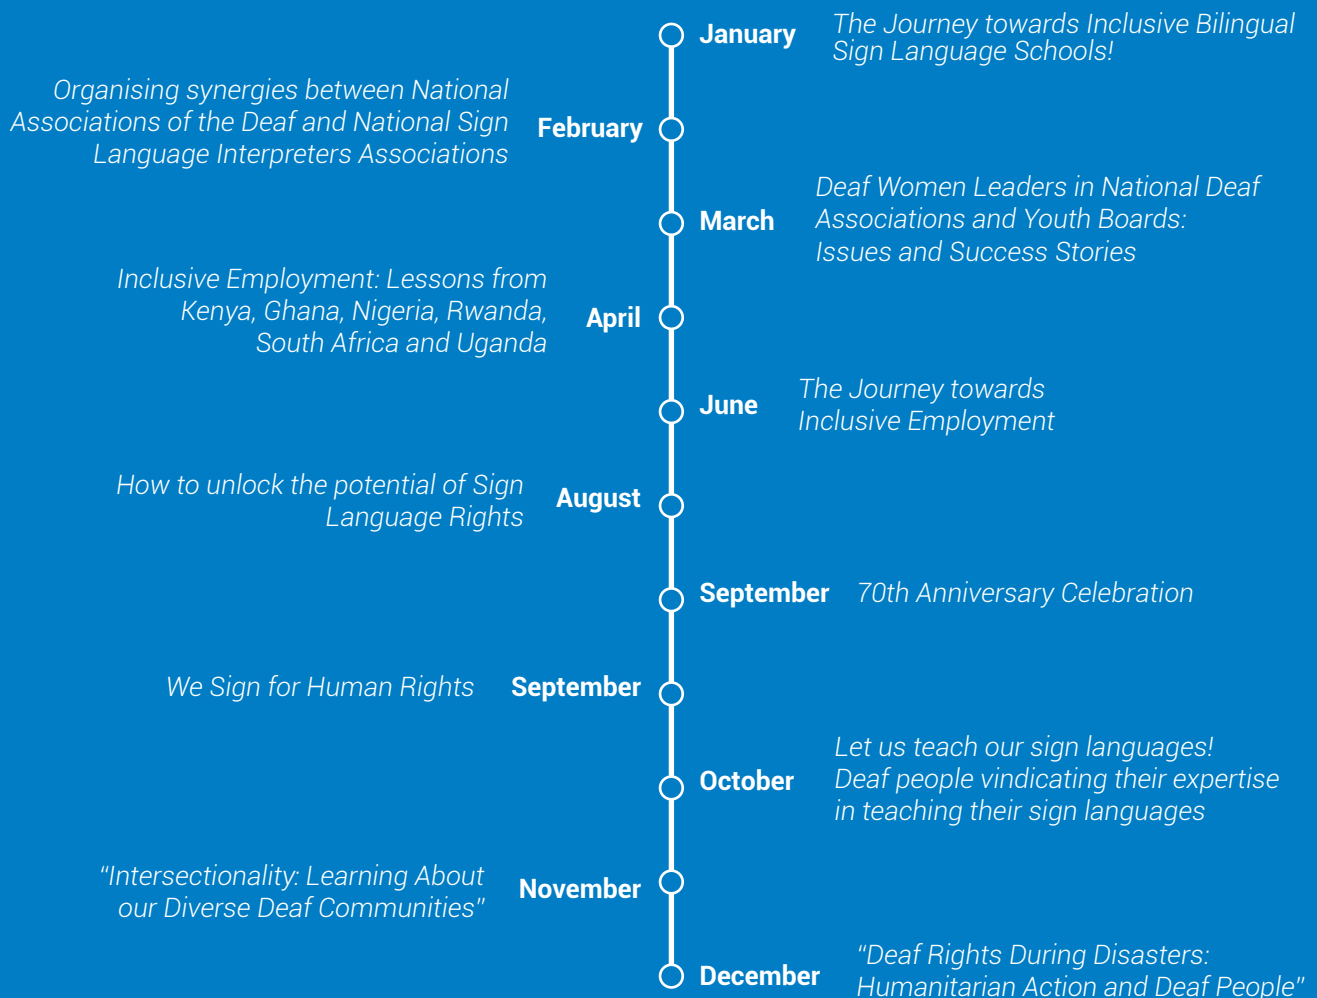 January
The Journey towards Inclusive Bilingual
Sign Language Schools!
Organising synergies between National
Associations of the Deaf and National Sign
Language Interpreters Associations
February
March
Deaf Women Leaders in National Deaf
Associations and Youth Boards:
Issues and Success Stories
Inclusive Employment: Lessons from
Kenya, Ghana, Nigeria, Rwanda,
South Africa and Uganda
April
June
The Journey towards
Inclusive Employment
How to unlock the potential of Sign
Language Rights
August
September
70th Anniversary Celebration
We Sign for Human Rights
September
October
Let us teach our sign languages!
Deaf people vindicating their expertise
in teaching their sign languages
"Intersectionality: Learning About
our Diverse Deaf Communities"
November
December
"Deaf Rights During Disasters:
Humanitarian Action and Deaf People"